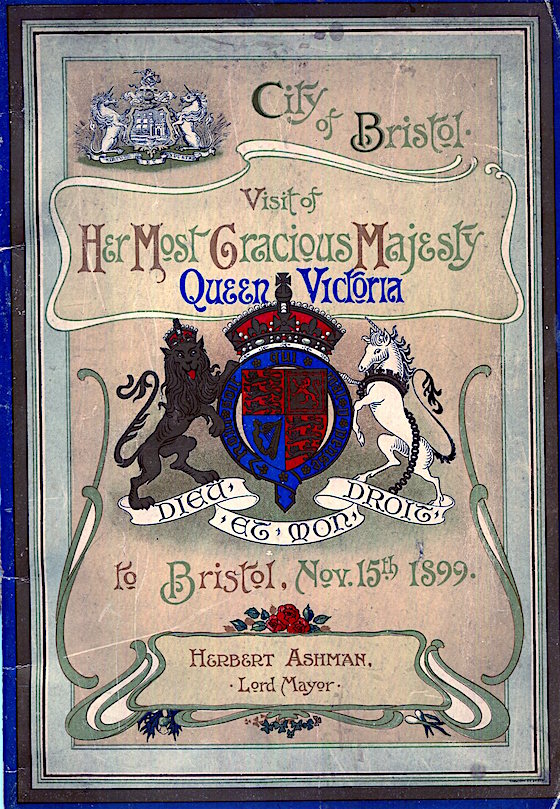 City
of Bristol.
Visit of
Her Most Gracious Majesty
Queen Victoria
qui
DIEU·
·ET·MON·
DROIT·
to Bristol, Nov. 15th 1899.
Herbert Ashman,
·Lord Mayor·